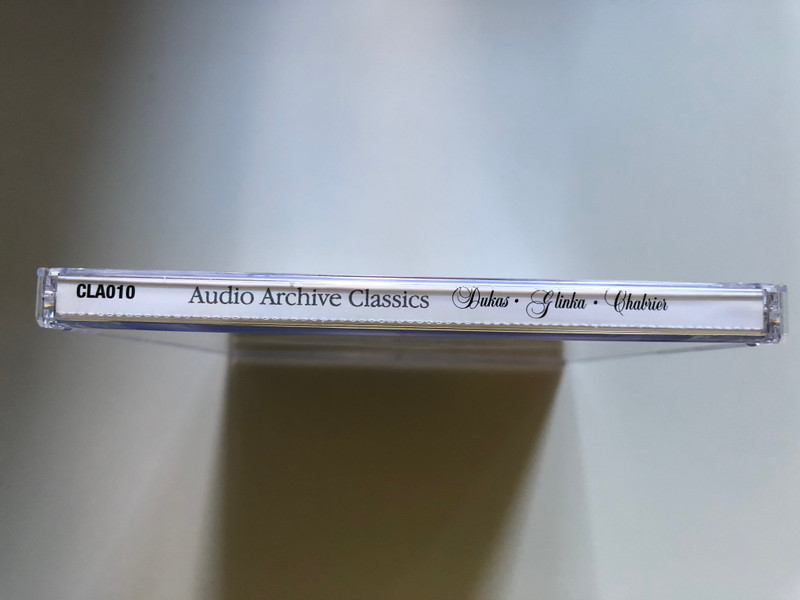 CLA010 Audio Archive Classics Dukas • Glinka • Chabrier